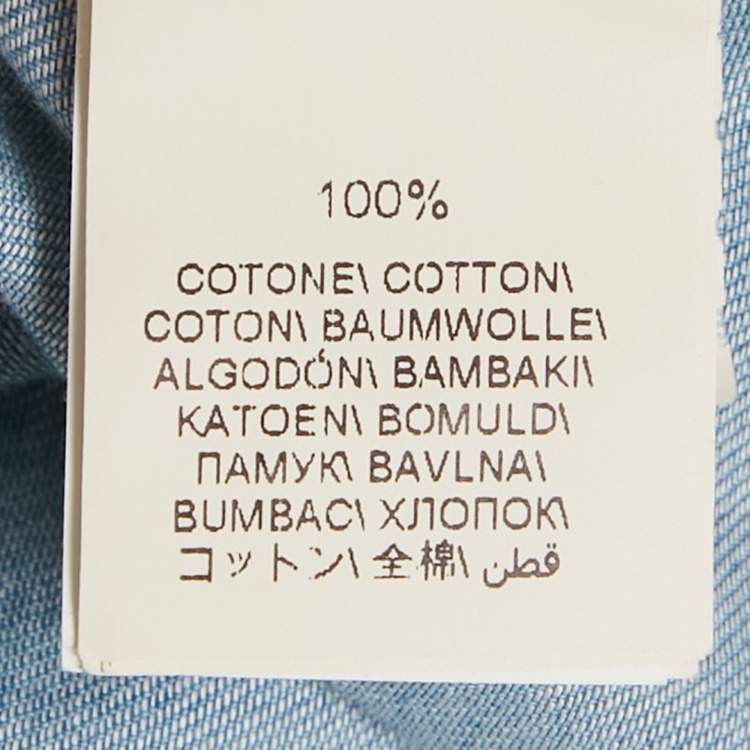 100%
COTONE\ COTTON\
COTON\ BAUMWOLLE\
ALGODÓN\ BAMBAKI\
KATOEN\ BOMULD\
ПАМУК\ BAVLNA\
BUMBAC\ ХЛОПОК\
コットン\ 全棉\ قطن